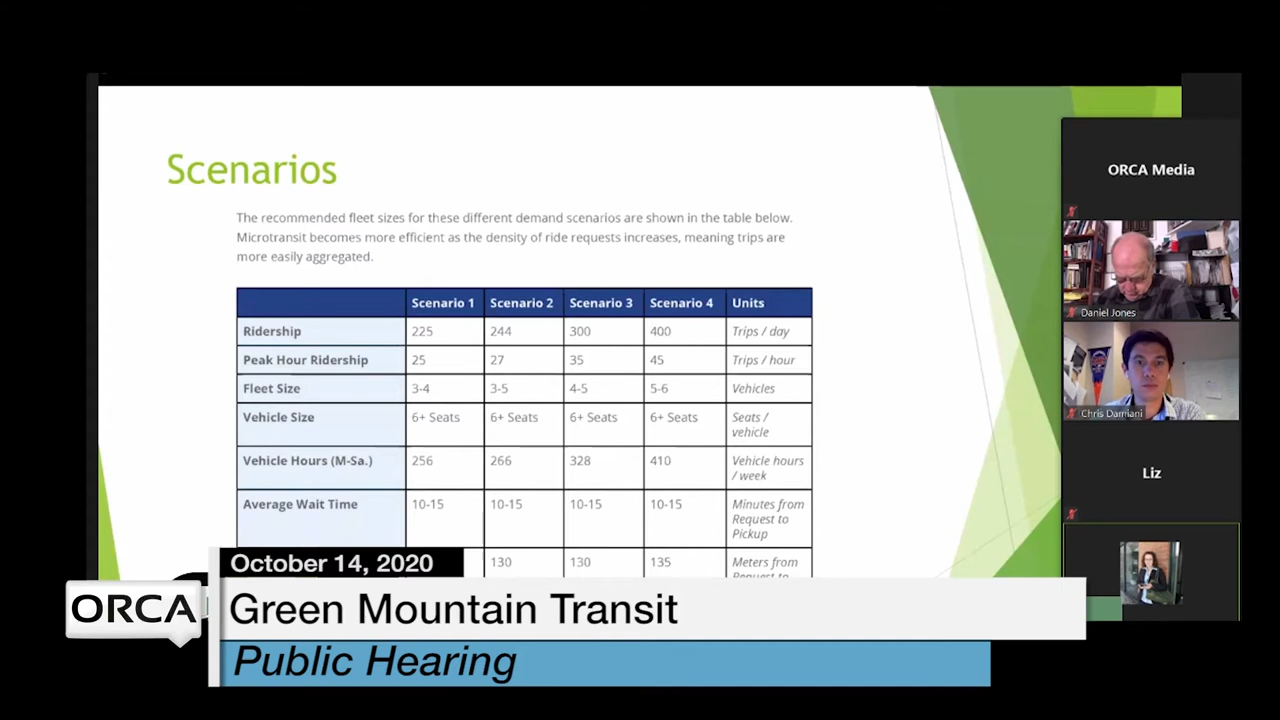 Scenarios
The recommended fleet sizes for these different demand scenarios are shown in the table below.
Microtransit becomes more efficient as the density of ride requests increases, meaning trips are
more easily aggregated.
Scenario 1 Scenario 2 Scenario 3 Scenario 4 Units
Ridership 225 244 300 400 Trips / day
Peak Hour Ridership 25 27 35 45 Trips / hour
Fleet Size 3-4 3-5 4-5 5-6 Vehicles
Vehicle Size 6+ Seats 6+ Seats 6+ Seats 6+ Seats Seats /
vehicle
Vehicle Hours (M-Sa.) 256 266 328 410 Vehicle hours
/ week
Average Wait Time 10-15 10-15 10-15 10-15 Minutes from
Request to
Pickup
130 130 135 Meters from
Request to
ORCA Media
Daniel Jones
Chris Damiani
Liz
October 14, 2020
ORCA
Green Mountain Transit
Public Hearing